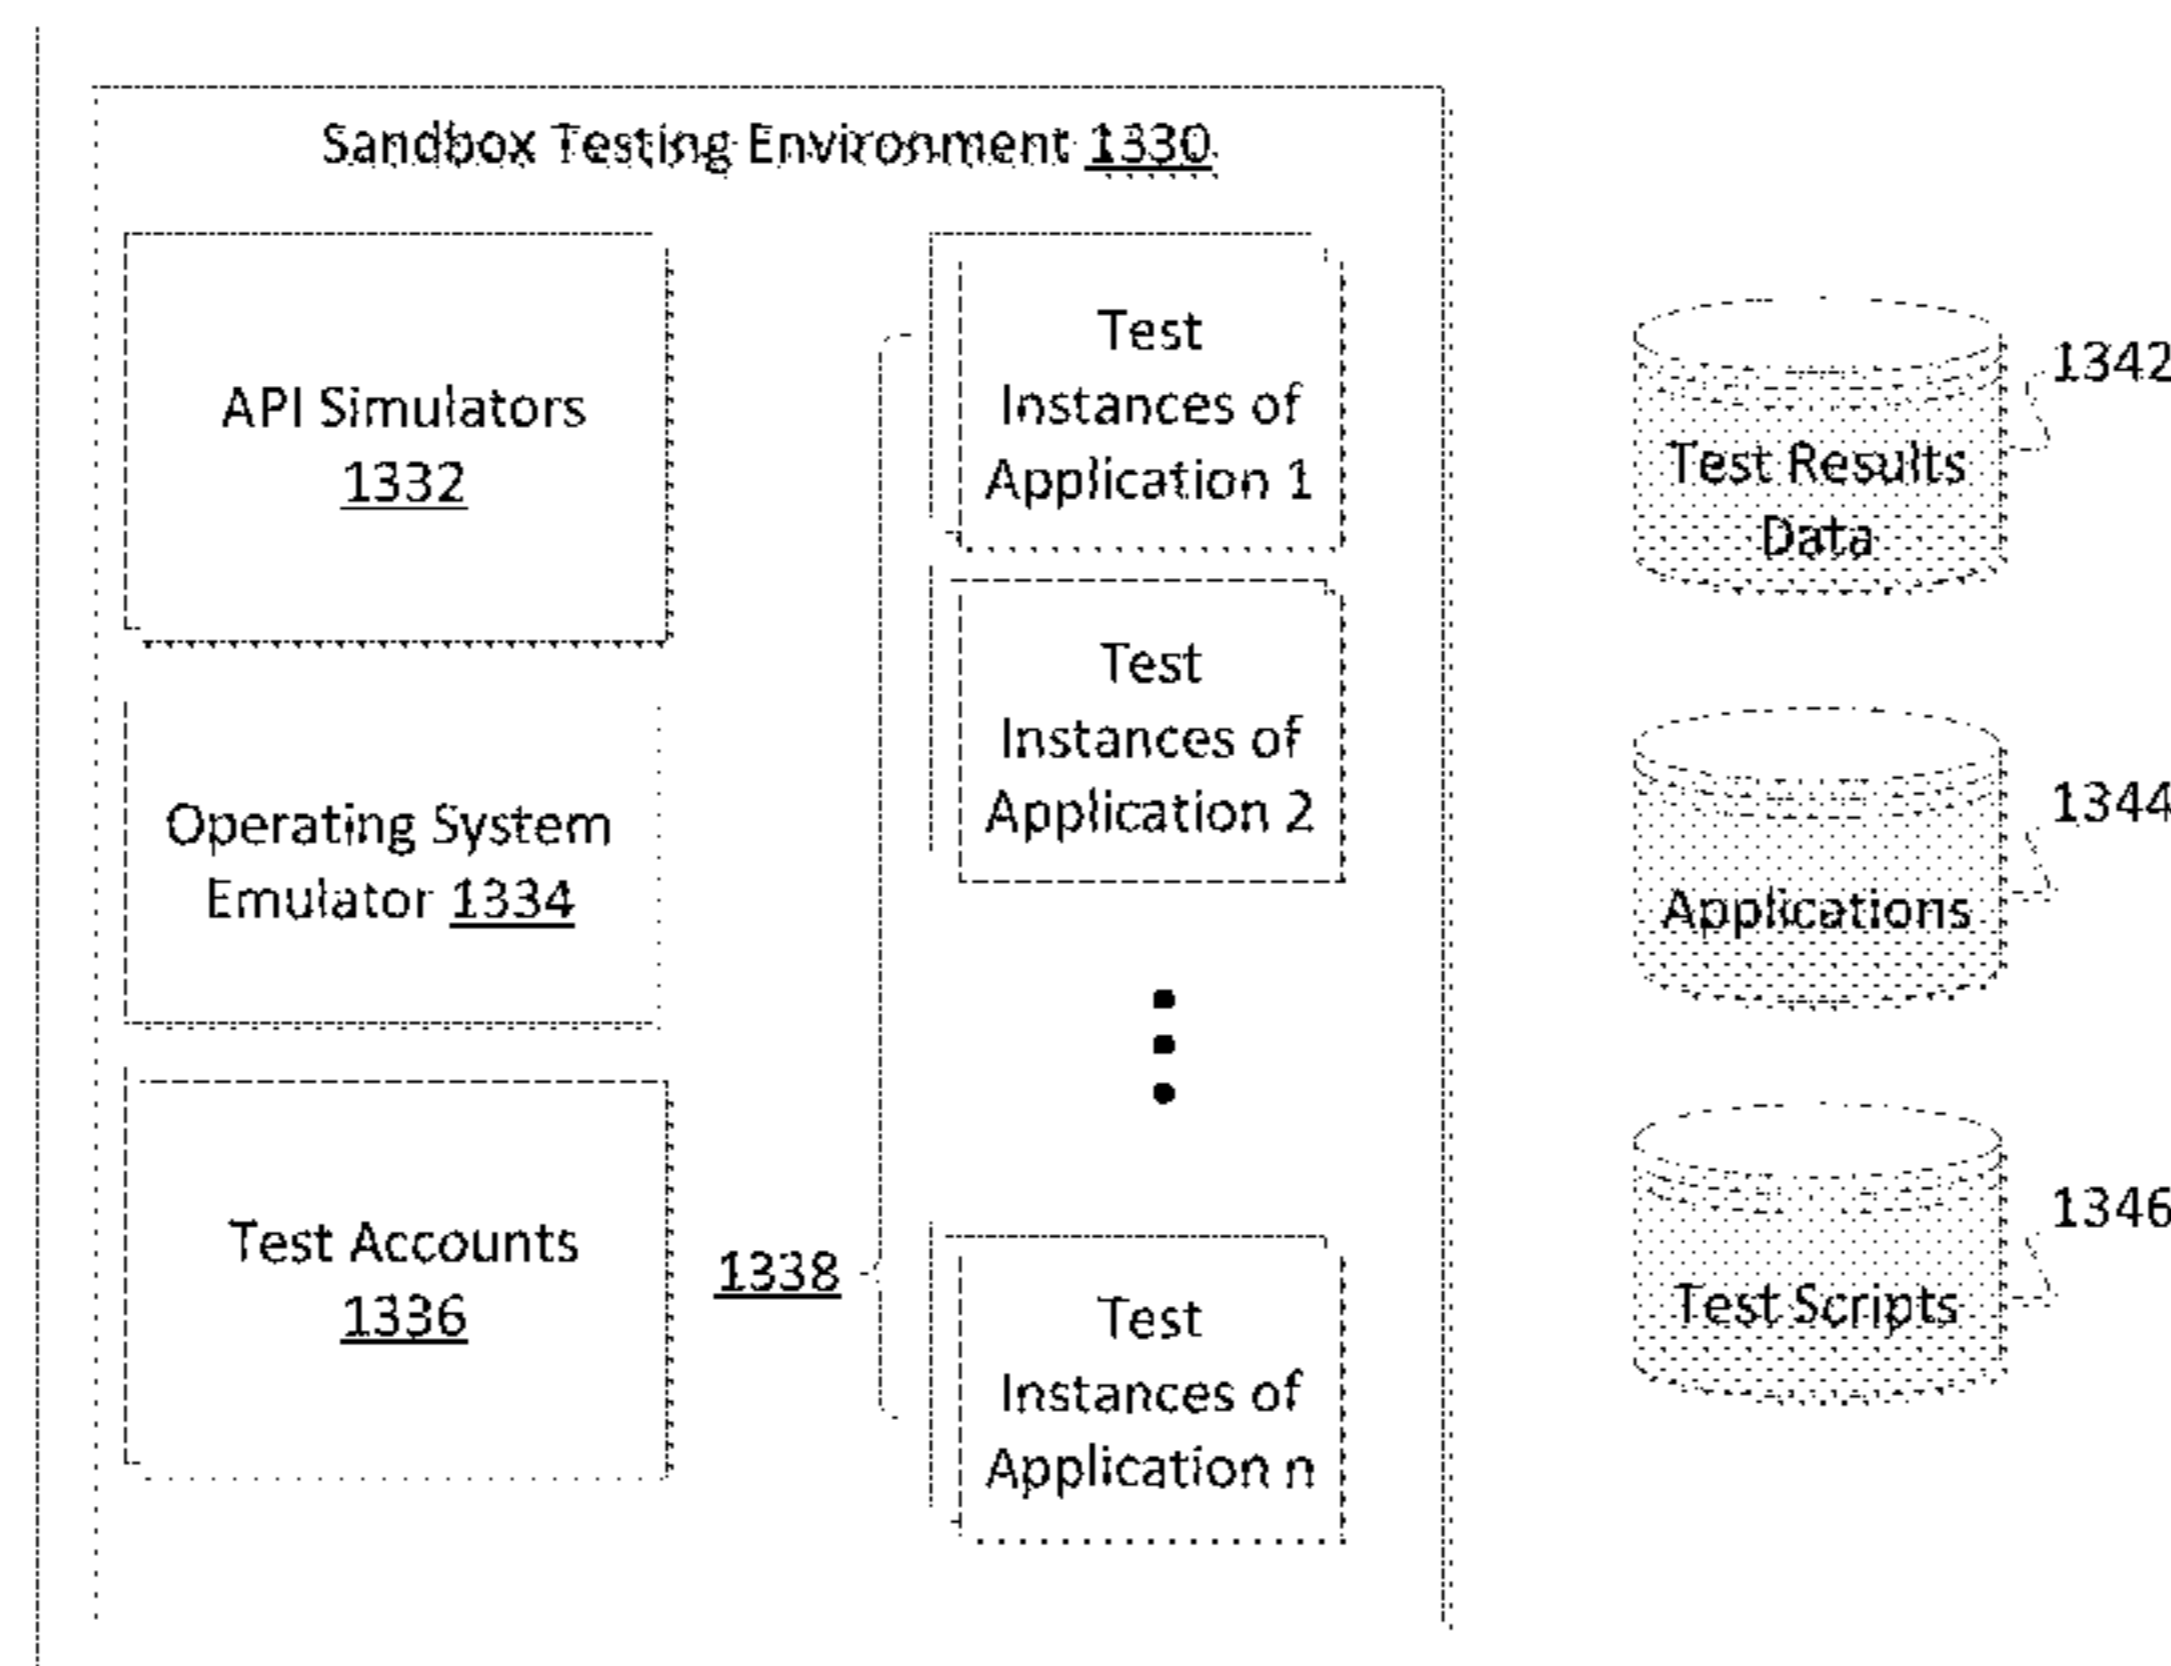 Sandbox Testing Environment 1330
API Simulators
1332
Operating System
Emulator 1334
Test Accounts
1336
1338
Test
Instances of
Application 1
Test
Instances of
Application 2
Test
Instances of
Application n
1342
Test Results
Data
1344
Applications
1346
Test Scripts